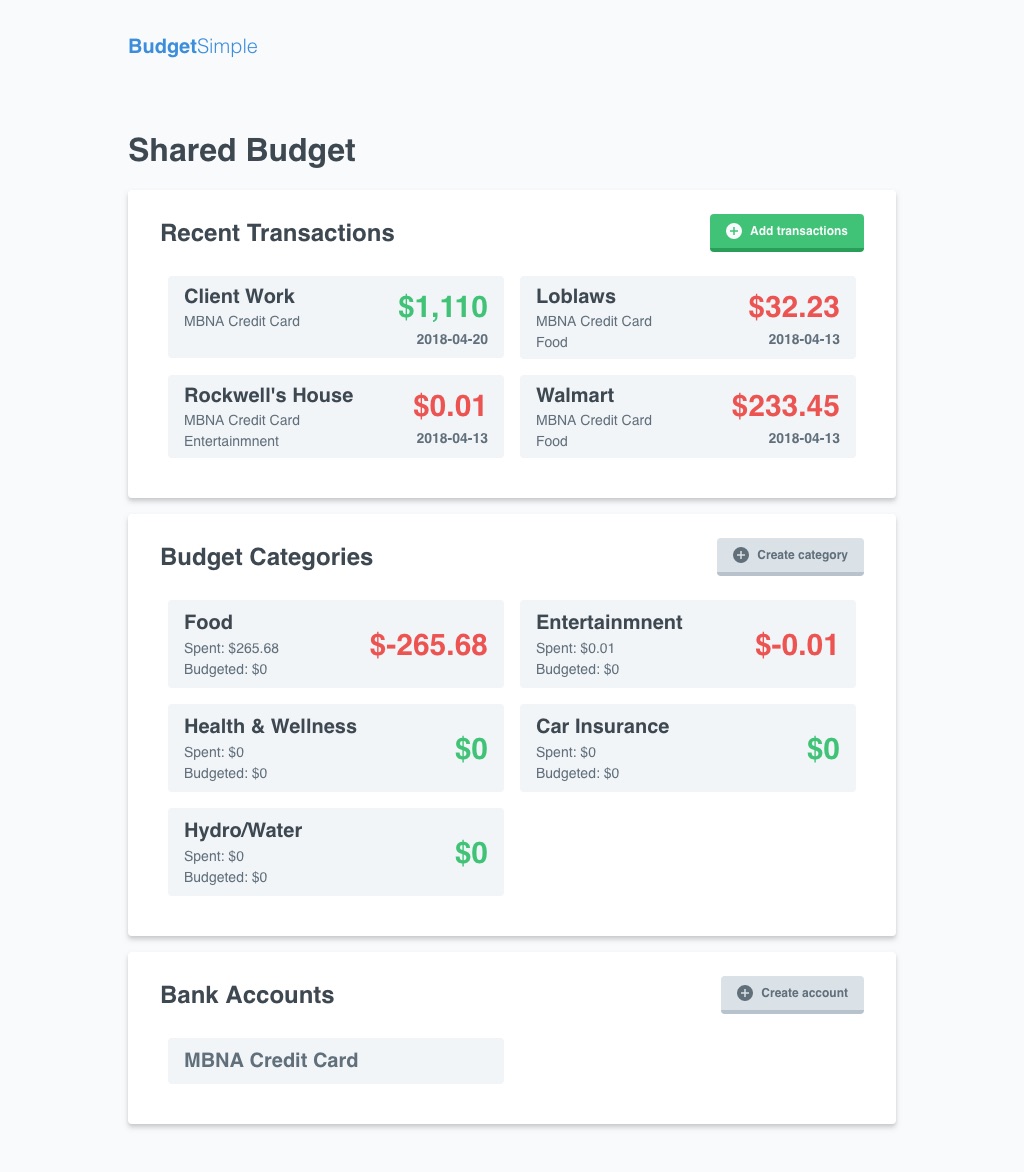 BudgetSimple
Shared Budget
Recent Transactions
Add transactions
Client Work
MBNA Credit Card
$1,110
2018-04-20
Loblaws
MBNA Credit Card
Food
$32.23
2018-04-13
Rockwell's House
MBNA Credit Card
Entertainmnent
$0.01
2018-04-13
Walmart
MBNA Credit Card
Food
$233.45
2018-04-13
Budget Categories
Create category
Food
Spent: $265.68
Budgeted: $0
$-265.68
Entertainmnent
Spent: $0.01
Budgeted: $0
$-0.01
Health & Wellness
Spent: $0
Budgeted: $0
$0
Car Insurance
Spent: $0
Budgeted: $0
$0
Hydro/Water
Spent: $0
Budgeted: $0
$0
Bank Accounts
Create account
MBNA Credit Card